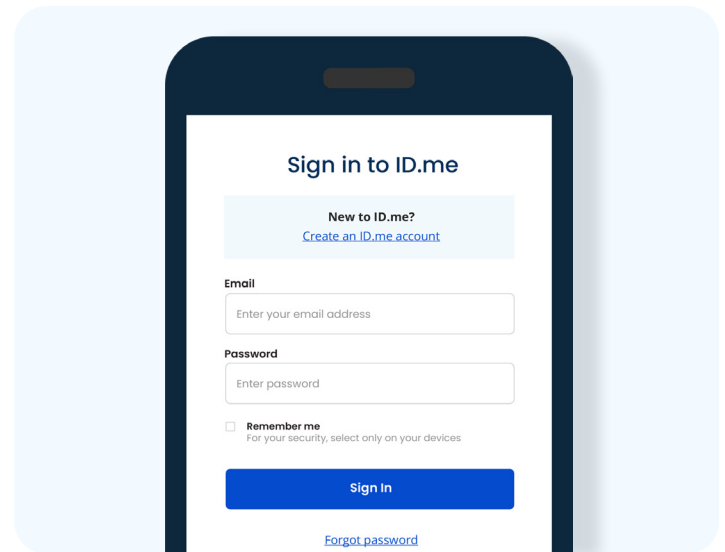 Sign in to ID.me
New to ID.me?
Create an ID.me account
Email
Enter your email address
Password
Enter password
Remember me
For your security, select only on your devices
Sign In
Forgot password